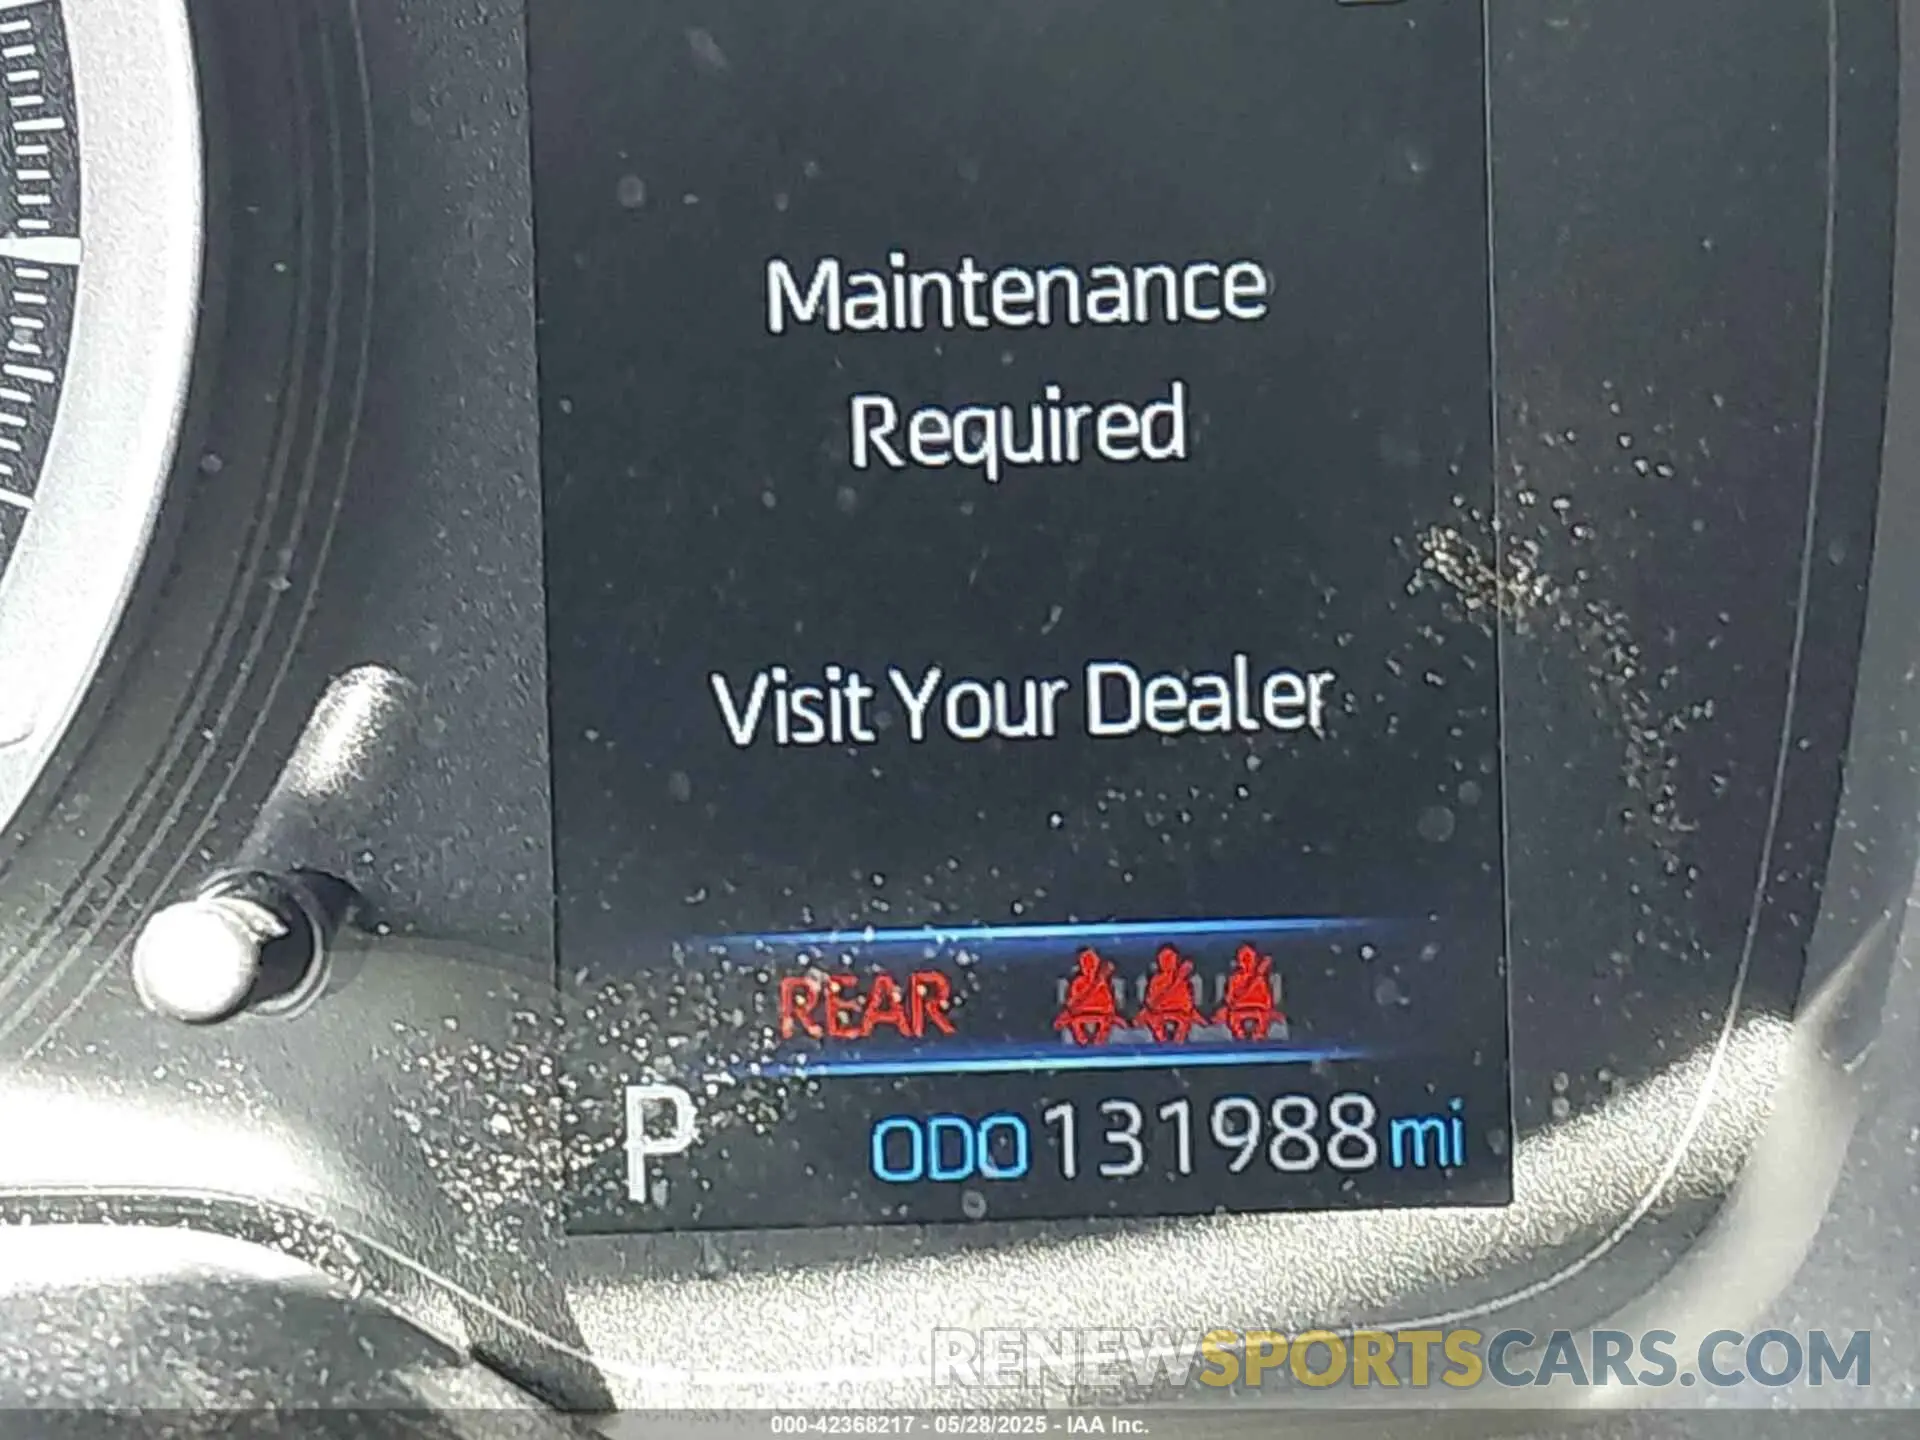 Maintenance
Required
Visit Your Dealer
REAR
P ODO 131988 mi
RENEWSPORTSCARS.COM
000-42368217 - 05/28/2025 - IAA Inc.